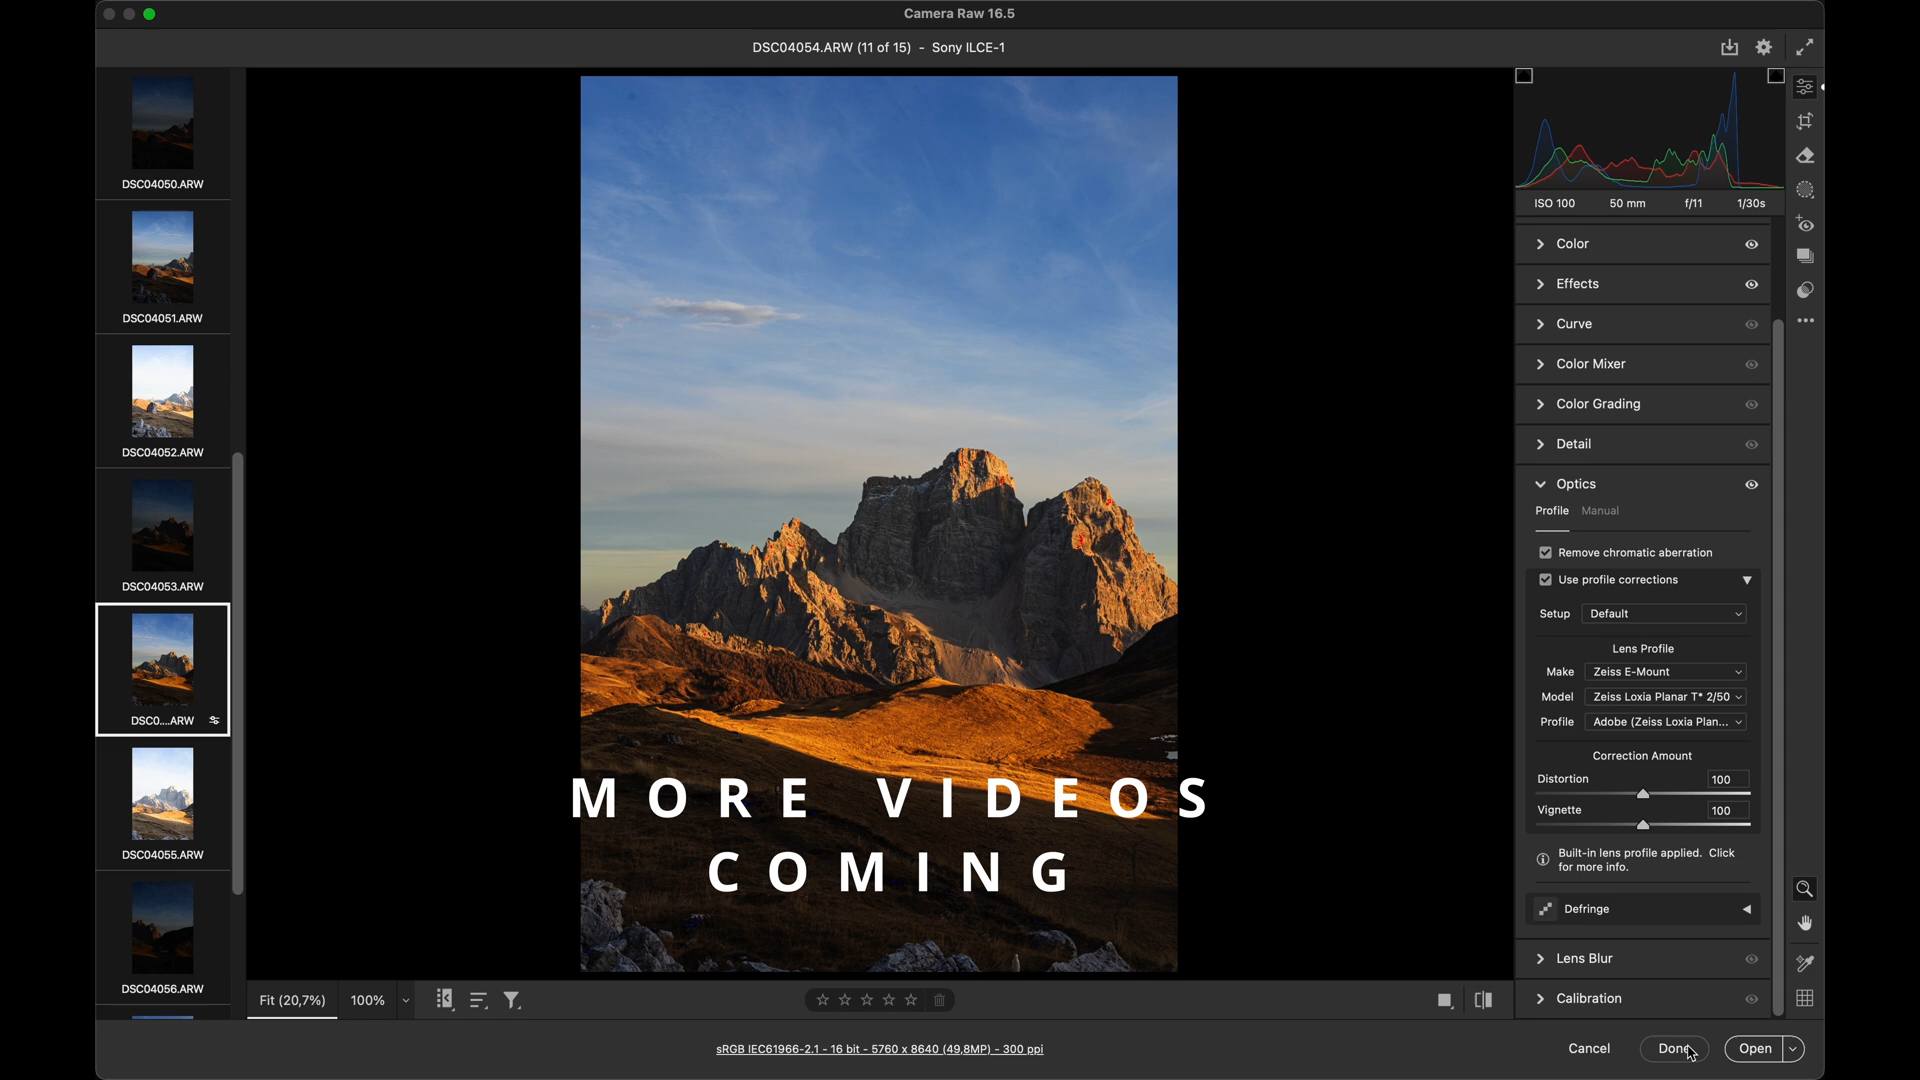 Camera Raw 16.5
DSC04054.ARW (11 of 15) - Sony ILCE-1
DSC04050.ARW
DSC04051.ARW
DSC04052.ARW
DSC04053.ARW
DSC0....ARW
DSC04055.ARW
DSC04056.ARW
MORE VIDEOS
COMING
ISO 100 50 mm f/11 1/30s
Color
Effects
Curve
Color Mixer
Color Grading
Detail
Optics
Profile Manual
Remove chromatic aberration
Use profile corrections
Setup Default
Lens Profile
Make Zeiss E-Mount
Model Zeiss Loxia Planar T* 2/50
Profile Adobe (Zeiss Loxia Plan...
Correction Amount
Distortion 100
Vignette 100
Built-in lens profile applied. Click
for more info.
Defringe
Lens Blur
Calibration
Fit (20,7%) 100%
sRGB IEC61966-2.1 - 16 bit - 5760 x 8640 (49,8MP) - 300 ppi
Cancel Done Open